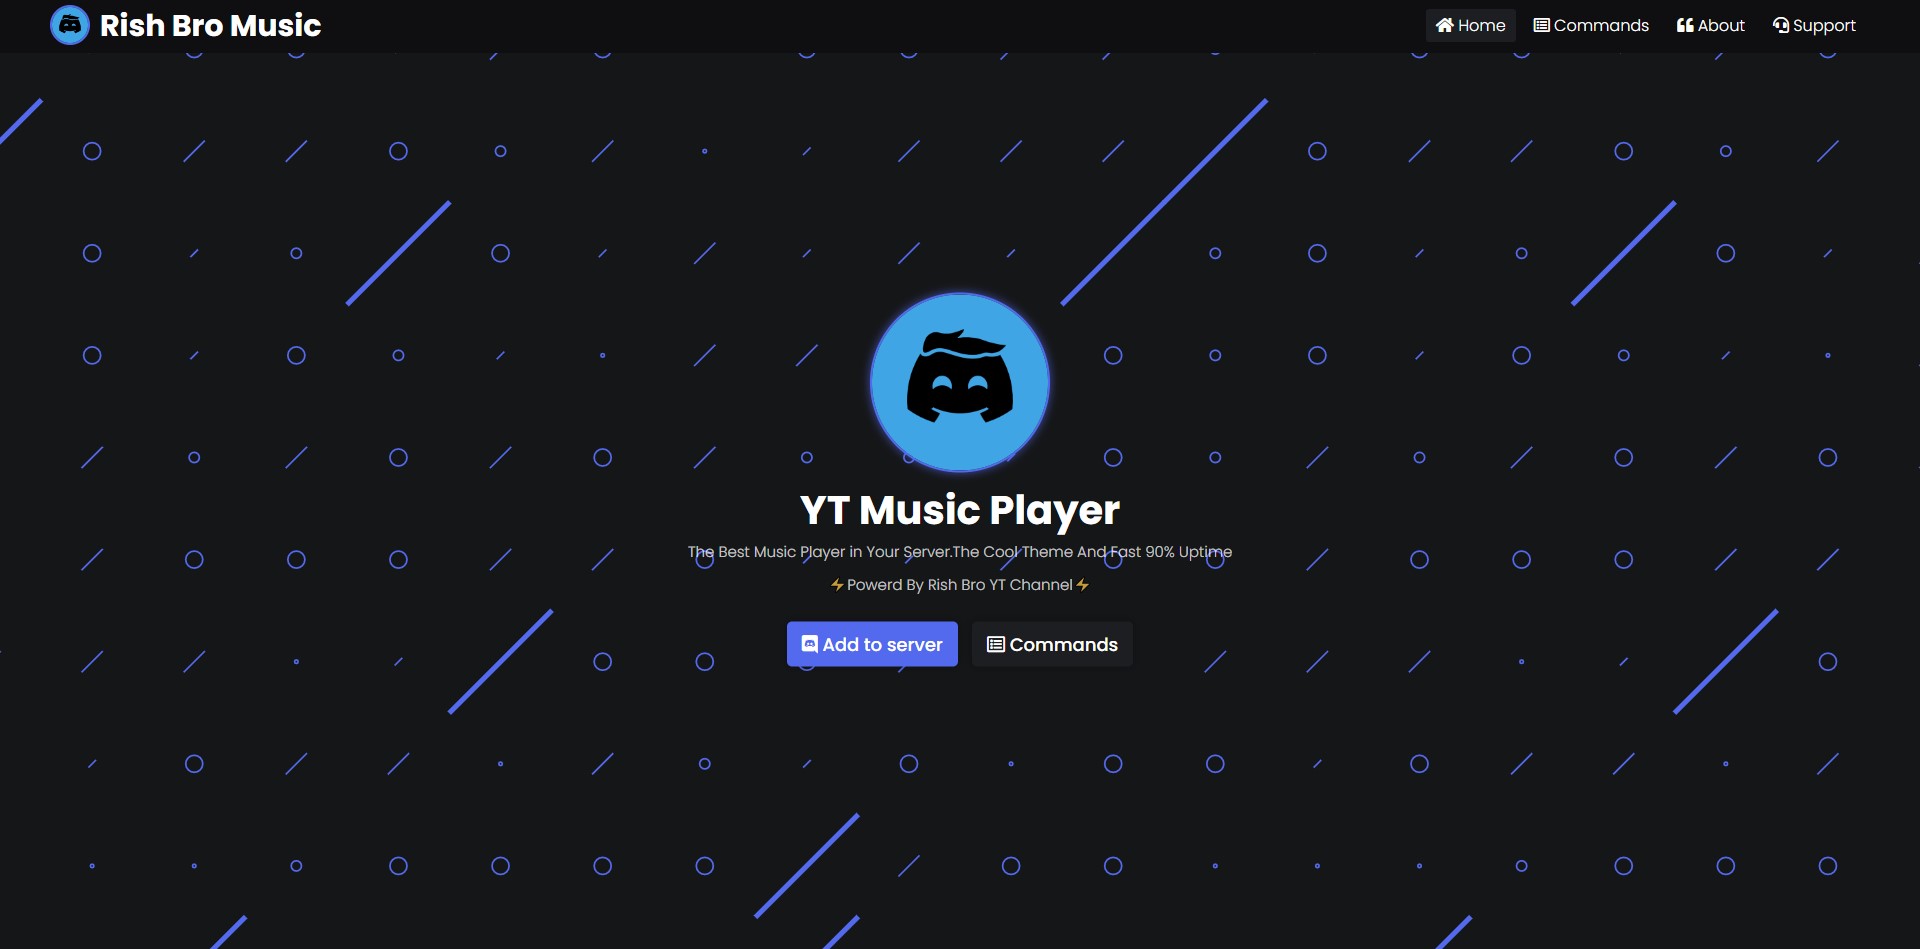 Rish Bro Music
Home Commands About Support
YT Music Player
The Best Music Player in Your Server.The Cool Theme And Fast 90% Uptime
⚡Powerd By Rish Bro YT Channel⚡
Add to server Commands